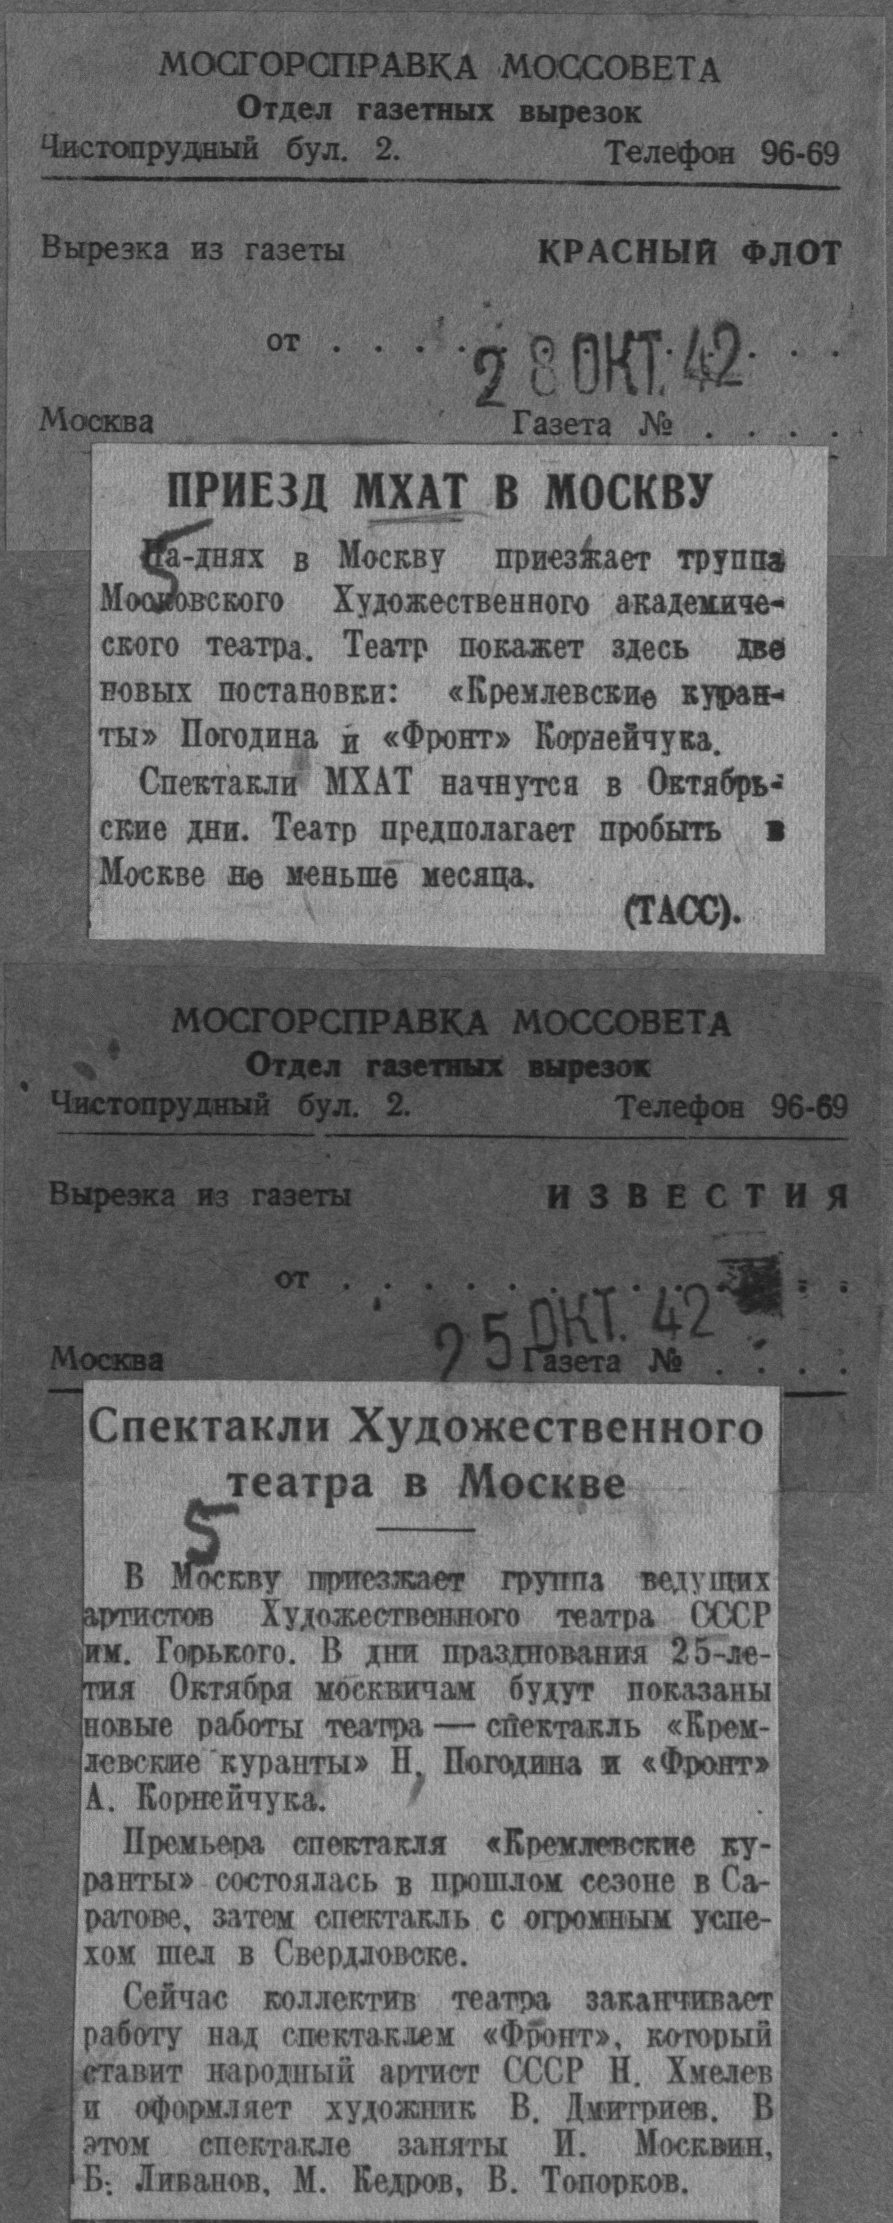 МОСГОРСПРАВКА МОССОВЕТА
Отдел газетных вырезок
Чистопрудный бул. 2. Телефон 96-69
Вырезка из газеты КРАСНЫЙ ФЛОТ
от . . . . . . . . . . . .
28 ОКТ. 42
Москва Газета № . . . .
ПРИЕЗД МХАТ В МОСКВУ
5
На-днях в Москву приезжает труппа
Московского Художественного академиче-
ского театра. Театр покажет здесь две
новых постановки: «Кремлевские куран-
ты» Погодина и «Фронт» Корнейчука.
Спектакли МХАТ начнутся в Октябрь-
ские дни. Театр предполагает пробыть в
Москве не меньше месяца.
(ТАСС).
МОСГОРСПРАВКА МОССОВЕТА
Отдел газетных вырезок
Чистопрудный бул. 2. Телефон 96-69
Вырезка из газеты ИЗВЕСТИЯ
от . . . . . . . . . . . .
25 ОКТ. 42
Москва Газета № . . . .
Спектакли Художественного
театра в Москве
5
В Москву приезжает группа ведущих
артистов Художественного театра СССР
им. Горького. В дни празднования 25-ле-
тия Октября москвичам будут показаны
новые работы театра — спектакль «Крем-
левские куранты» Н. Погодина и «Фронт»
А. Корнейчука.
Премьера спектакля «Кремлевские ку-
ранты» состоялась в прошлом сезоне в Са-
ратове, затем спектакль с огромным успе-
хом шел в Свердловске.
Сейчас коллектив театра заканчивает
работу над спектаклем «Фронт», который
ставит народный артист СССР Н. Хмелев
и оформляет художник В. Дмитриев. В
этом спектакле заняты И. Москвин,
Б. Ливанов, М. Кедров, В. Топорков.